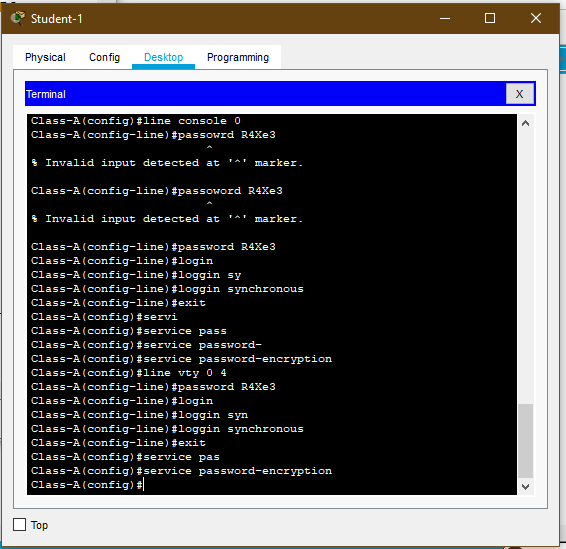 Student-1
Physical Config Desktop Programming
Terminal X
Class-A(config)#line console 0
Class-A(config-line)#passowrd R4Xe3
^
% Invalid input detected at '^' marker.
Class-A(config-line)#passoword R4Xe3
^
% Invalid input detected at '^' marker.
Class-A(config-line)#password R4Xe3
Class-A(config-line)#login
Class-A(config-line)#loggin sy
Class-A(config-line)#loggin synchronous
Class-A(config-line)#exit
Class-A(config)#servi
Class-A(config)#service pass
Class-A(config)#service password-
Class-A(config)#service password-encryption
Class-A(config)#line vty 0 4
Class-A(config-line)#password R4Xe3
Class-A(config-line)#login
Class-A(config-line)#loggin syn
Class-A(config-line)#loggin synchronous
Class-A(config-line)#exit
Class-A(config)#service pas
Class-A(config)#service password-encryption
Class-A(config)#
Top